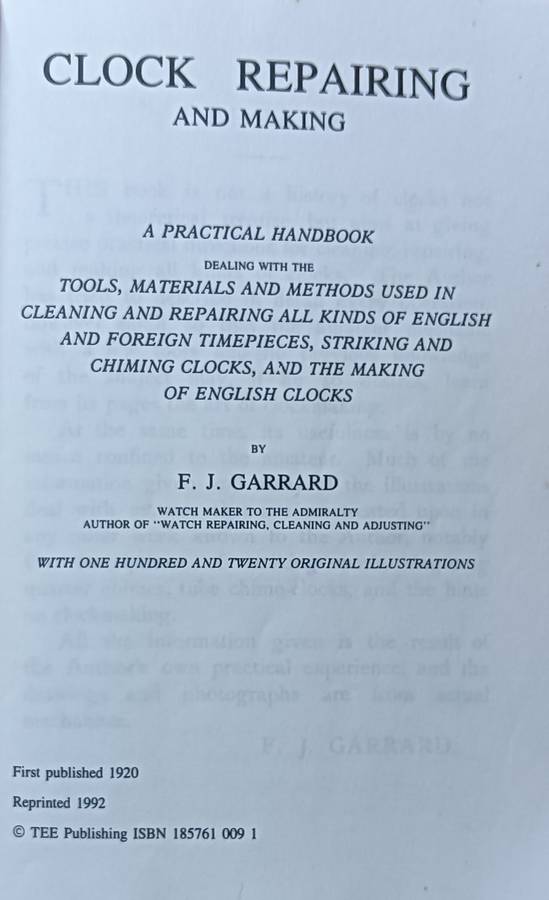 CLOCK REPAIRING
AND MAKING
A PRACTICAL HANDBOOK
DEALING WITH THE
TOOLS, MATERIALS AND METHODS USED IN
CLEANING AND REPAIRING ALL KINDS OF ENGLISH
AND FOREIGN TIMEPIECES, STRIKING AND
CHIMING CLOCKS, AND THE MAKING
OF ENGLISH CLOCKS
BY
F. J. GARRARD
WATCH MAKER TO THE ADMIRALTY
AUTHOR OF "WATCH REPAIRING, CLEANING AND ADJUSTING"
WITH ONE HUNDRED AND TWENTY ORIGINAL ILLUSTRATIONS
F. J. GARRARD
First published 1920
Reprinted 1992
© TEE Publishing ISBN 185761 009 1